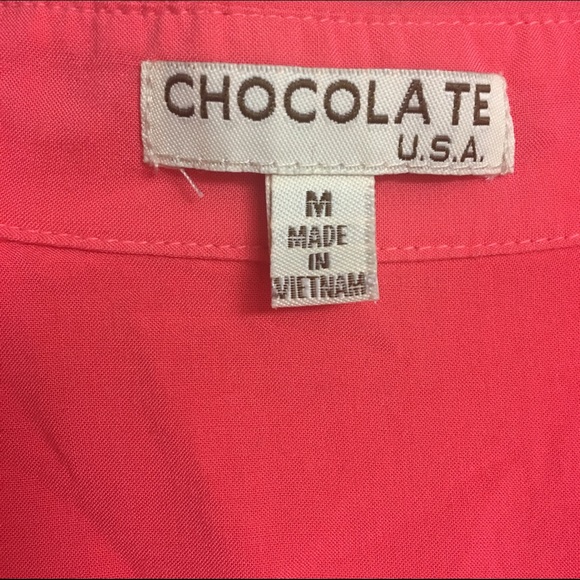 CHOCOLATE
U.S.A.
M
MADE
IN
VIETNAM